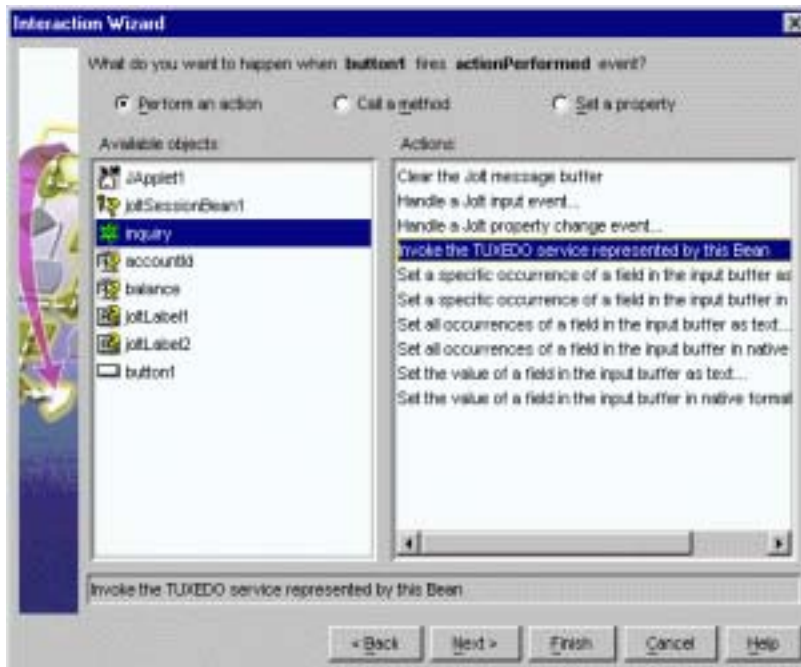 Interaction Wizard
What do you want to happen when button1 fires actionPerformed event?
Perform an action
Call a method
Set a property
Available objects:
JApplet1
joltSessionBean1
inquiry
accountId
balance
joltLabel1
joltLabel2
button1
Actions:
Clear the Jolt message buffer
Handle a Jolt input event...
Handle a Jolt property change event...
Invoke the TUXEDO service represented by this Bean
Set a specific occurrence of a field in the input buffer as
Set a specific occurrence of a field in the input buffer in
Set all occurrences of a field in the input buffer as text...
Set all occurrences of a field in the input buffer in native
Set the value of a field in the input buffer as text...
Set the value of a field in the input buffer in native format
Invoke the TUXEDO service represented by this Bean
< Back
Next >
Finish
Cancel
Help